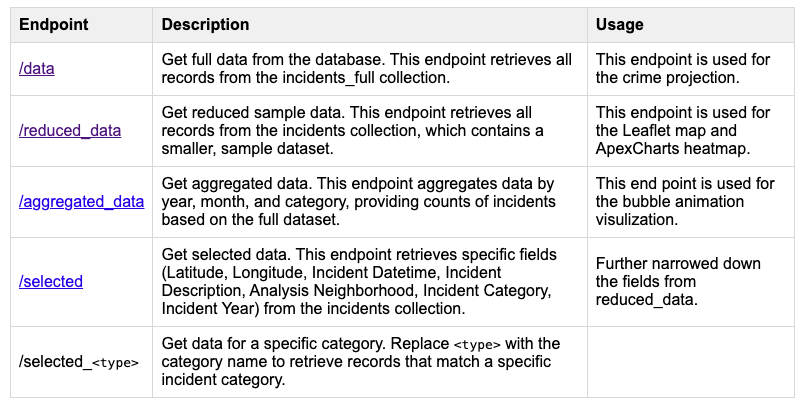 Endpoint Description Usage
/data
Get full data from the database. This endpoint retrieves all
records from the incidents_full collection.
This endpoint is used for
the crime projection.
/reduced_data
Get reduced sample data. This endpoint retrieves all
records from the incidents collection, which contains a
smaller, sample dataset.
This endpoint is used for
the Leaflet map and
ApexCharts heatmap.
/aggregated_data
Get aggregated data. This endpoint aggregates data by
year, month, and category, providing counts of incidents
based on the full dataset.
This end point is used for
the bubble animation
visulization.
/selected
Get selected data. This endpoint retrieves specific fields
(Latitude, Longitude, Incident Datetime, Incident
Description, Analysis Neighborhood, Incident Category,
Incident Year) from the incidents collection.
Further narrowed down
the fields from
reduced_data.
/selected_<type>
Get data for a specific category. Replace <type> with the
category name to retrieve records that match a specific
incident category.